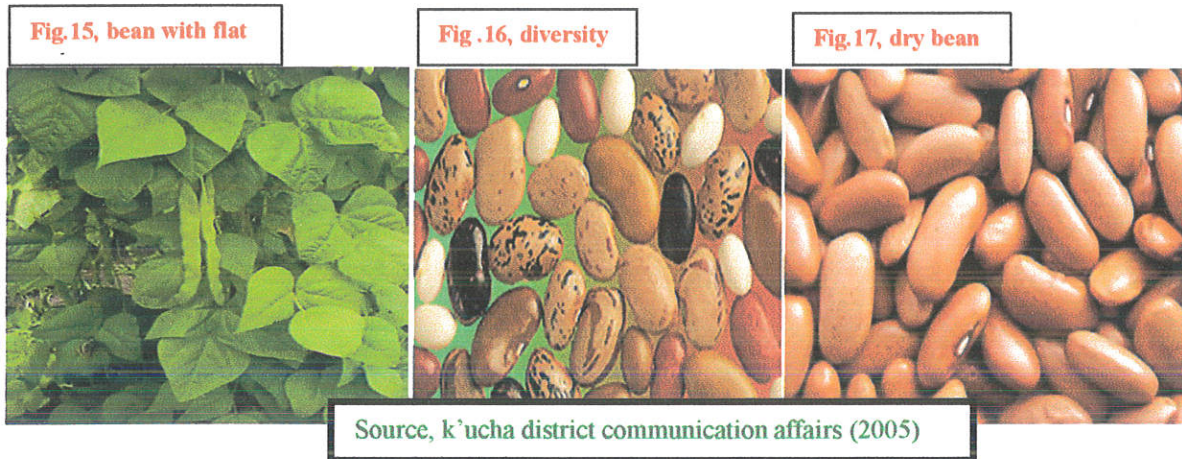 Fig.15, bean with flat
Fig .16, diversity
Fig.17, dry bean
Source, k'ucha district communication affairs (2005)